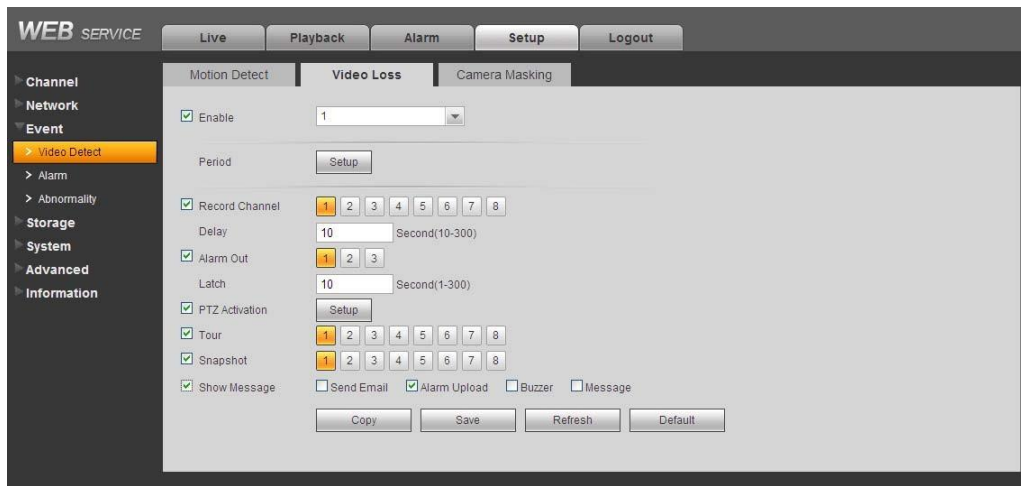 WEB SERVICE
Live Playback Alarm Setup Logout
Channel
Network
Event
> Video Detect
> Alarm
> Abnormality
Storage
System
Advanced
Information
Motion Detect Video Loss Camera Masking
Enable 1
Period Setup
Record Channel 1 2 3 4 5 6 7 8
Delay 10 Second(10-300)
Alarm Out 1 2 3
Latch 10 Second(1-300)
PTZ Activation Setup
Tour 1 2 3 4 5 6 7 8
Snapshot 1 2 3 4 5 6 7 8
Show Message Send Email Alarm Upload Buzzer Message
Copy Save Refresh Default